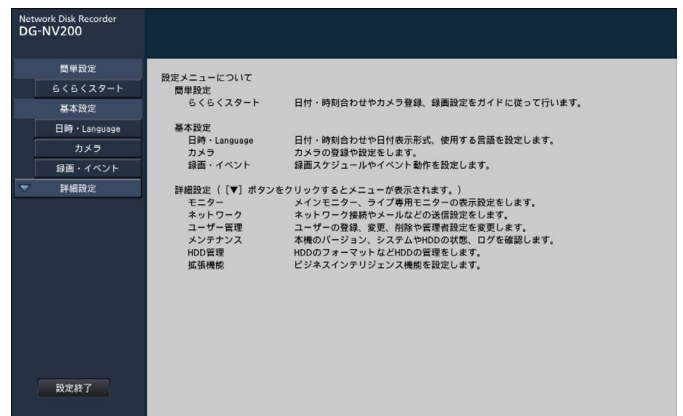 Network Disk Recorder
DG-NV200
簡単設定
らくらくスタート
基本設定
日時・Language
カメラ
録画・イベント
詳細設定
設定終了
設定メニューについて
簡単設定
らくらくスタート 日付・時刻合わせやカメラ登録、録画設定をガイドに従って行います。
基本設定
日時・Language 日付・時刻合わせや日付表示形式、使用する言語を設定します。
カメラ カメラの登録や設定をします。
録画・イベント 録画スケジュールやイベント動作を設定します。
詳細設定（［▼］ボタンをクリックするとメニューが表示されます。）
モニター メインモニター、ライブ専用モニターの表示設定をします。
ネットワーク ネットワーク接続やメールなどの送信設定をします。
ユーザー管理 ユーザーの登録、変更、削除や管理者設定を変更します。
メンテナンス 本機のバージョン、システムやHDDの状態、ログを確認します。
HDD管理 HDDのフォーマットなどHDDの管理をします。
拡張機能 ビジネスインテリジェンス機能を設定します。